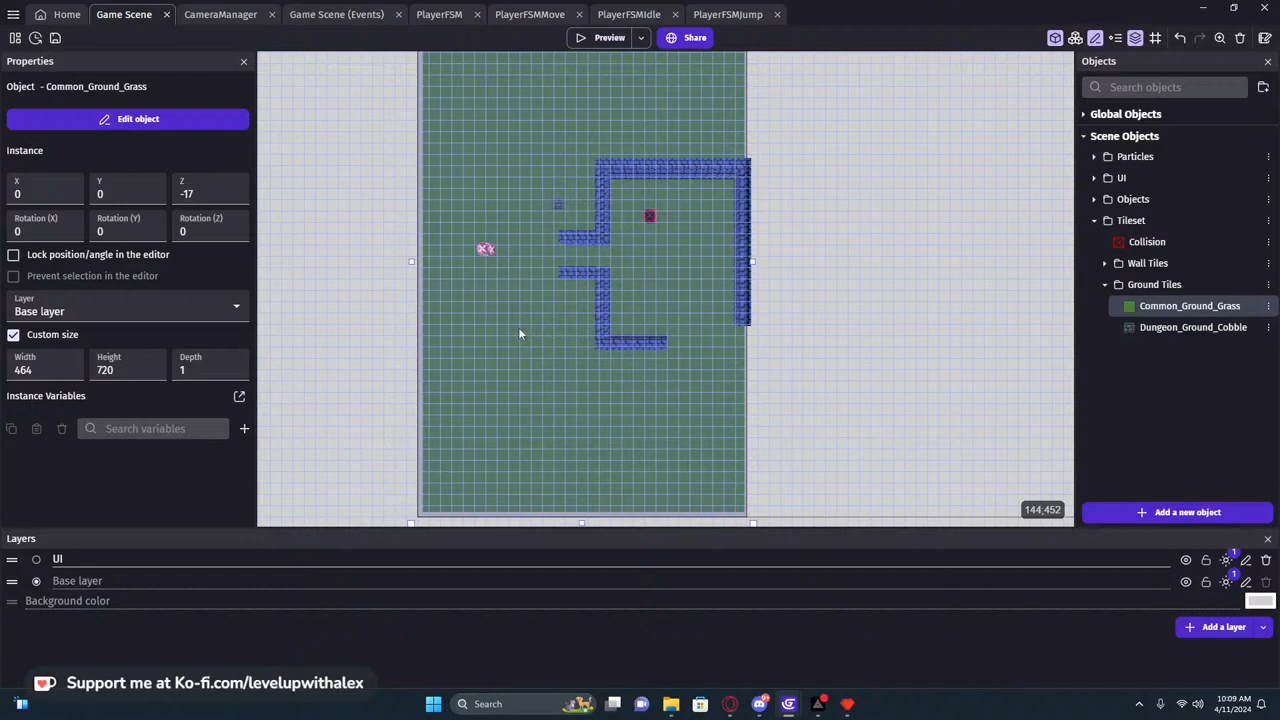 Home
Game Scene
CameraManager
Game Scene (Events)
PlayerFSM
PlayerFSMMove
PlayerFSMIdle
PlayerFSMJump
Preview
Share
Properties
Object - Common_Ground_Grass
Edit object
Instance
X
0
Y
0
Z
-17
Rotation (X)
0
Rotation (Y)
0
Rotation (Z)
0
Lock position/angle in the editor
Prevent selection in the editor
Layer
Base layer
Custom size
Width
464
Height
720
Depth
1
Instance Variables
Search variables
144;452
Objects
Search objects
Global Objects
Scene Objects
Particles
UI
Objects
Tileset
Collision
Wall Tiles
Ground Tiles
Common_Ground_Grass
Dungeon_Ground_Cobble
Add a new object
Layers
UI
1
Base layer
1
Background color
Add a layer
Support me at Ko-fi.com/levelupwithalex
Search
9+
10:09 AM
4/11/2024